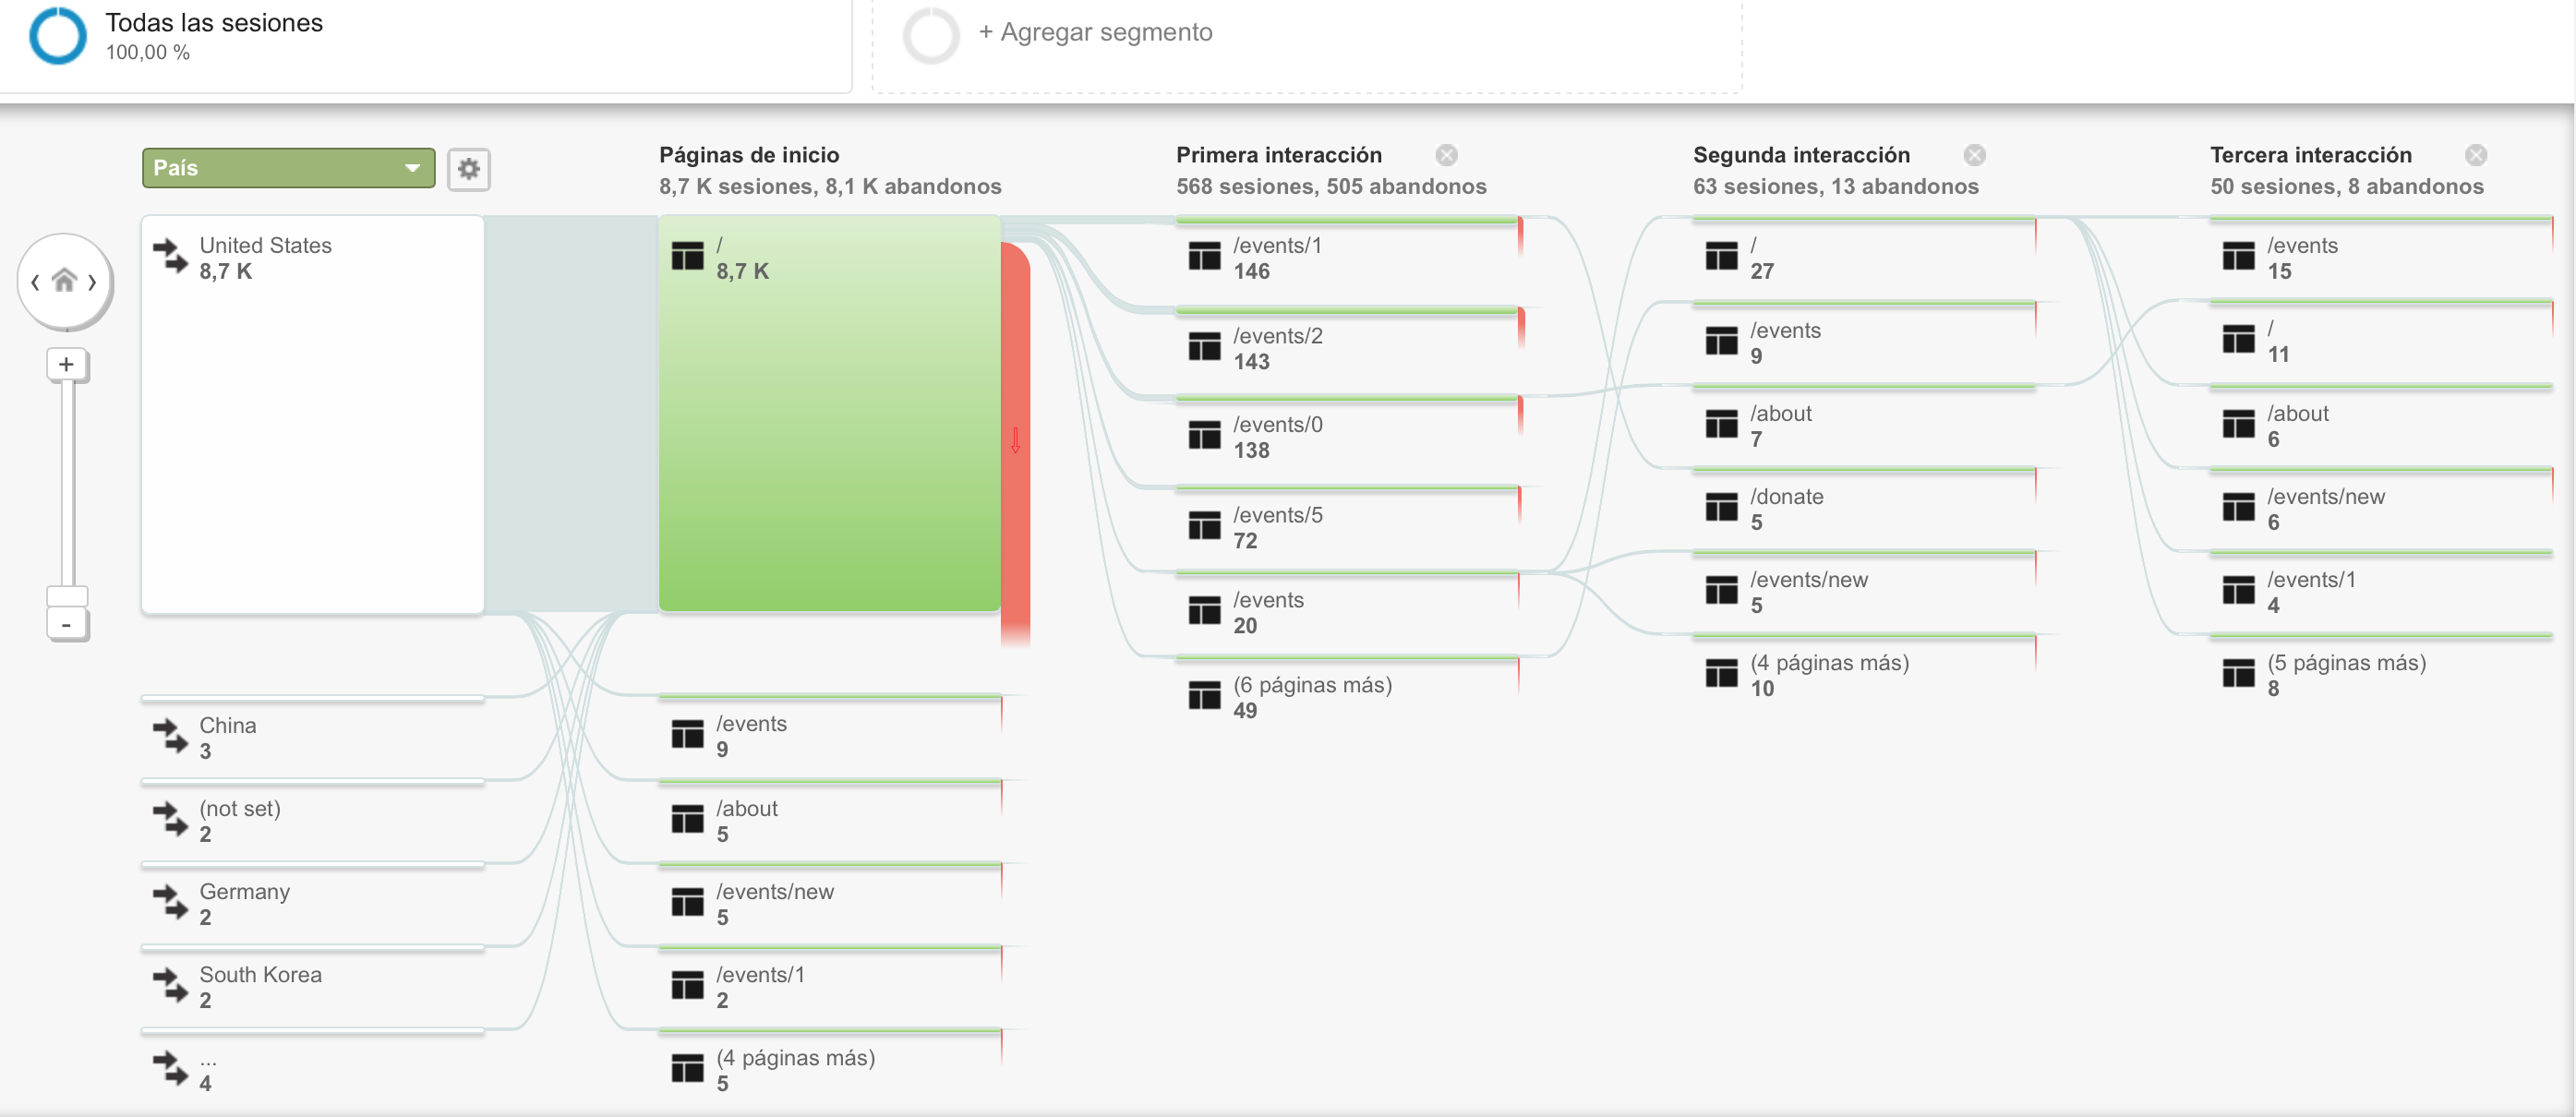 Todas las sesiones
100,00 %
+ Agregar segmento
País
United States
8,7 K
China
3
(not set)
2
Germany
2
South Korea
2
...
4
+
-
Páginas de inicio
8,7 K sesiones, 8,1 K abandonos
/
8,7 K
/events
9
/about
5
/events/new
5
/events/1
2
(4 páginas más)
5
Primera interacción
568 sesiones, 505 abandonos
/events/1
146
/events/2
143
/events/0
138
/events/5
72
/events
20
(6 páginas más)
49
Segunda interacción
63 sesiones, 13 abandonos
/
27
/events
9
/about
7
/donate
5
/events/new
5
(4 páginas más)
10
Tercera interacción
50 sesiones, 8 abandonos
/events
15
/
11
/about
6
/events/new
6
/events/1
4
(5 páginas más)
8